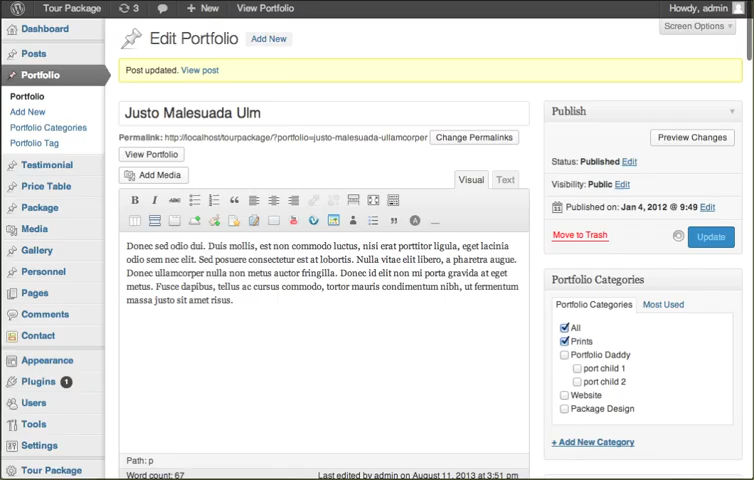 Tour Package 3 + New View Portfolio Howdy, admin
Screen Options
Dashboard
Posts
Portfolio
Portfolio
Add New
Portfolio Categories
Portfolio Tag
Testimonial
Price Table
Package
Media
Gallery
Personnel
Pages
Comments
Contact
Appearance
Plugins 1
Users
Tools
Settings
Tour Package
Edit Portfolio Add New
Post updated. View post
Justo Malesuada Ulm
Permalink: http://localhost/tourpackage/?portfolio=justo-malesuada-ullamcorper Change Permalinks
View Portfolio
Add Media
Visual Text
Donec sed odio dui. Duis mollis, est non commodo luctus, nisi erat porttitor ligula, eget lacinia
odio sem nec elit. Sed posuere consectetur est at lobortis. Nulla vitae elit libero, a pharetra augue.
Donec ullamcorper nulla non metus auctor fringilla. Donec id elit non mi porta gravida at eget
metus. Fusce dapibus, tellus ac cursus commodo, tortor mauris condimentum nibh, ut fermentum
massa justo sit amet risus.
Path: p
Word count: 67 Last edited by admin on August 11, 2013 at 3:51 pm
Publish
Preview Changes
Status: Published Edit
Visibility: Public Edit
Published on: Jan 4, 2012 @ 9:49 Edit
Move to Trash Update
Portfolio Categories
Portfolio Categories Most Used
All
Prints
Portfolio Daddy
port child 1
port child 2
Website
Package Design
+ Add New Category